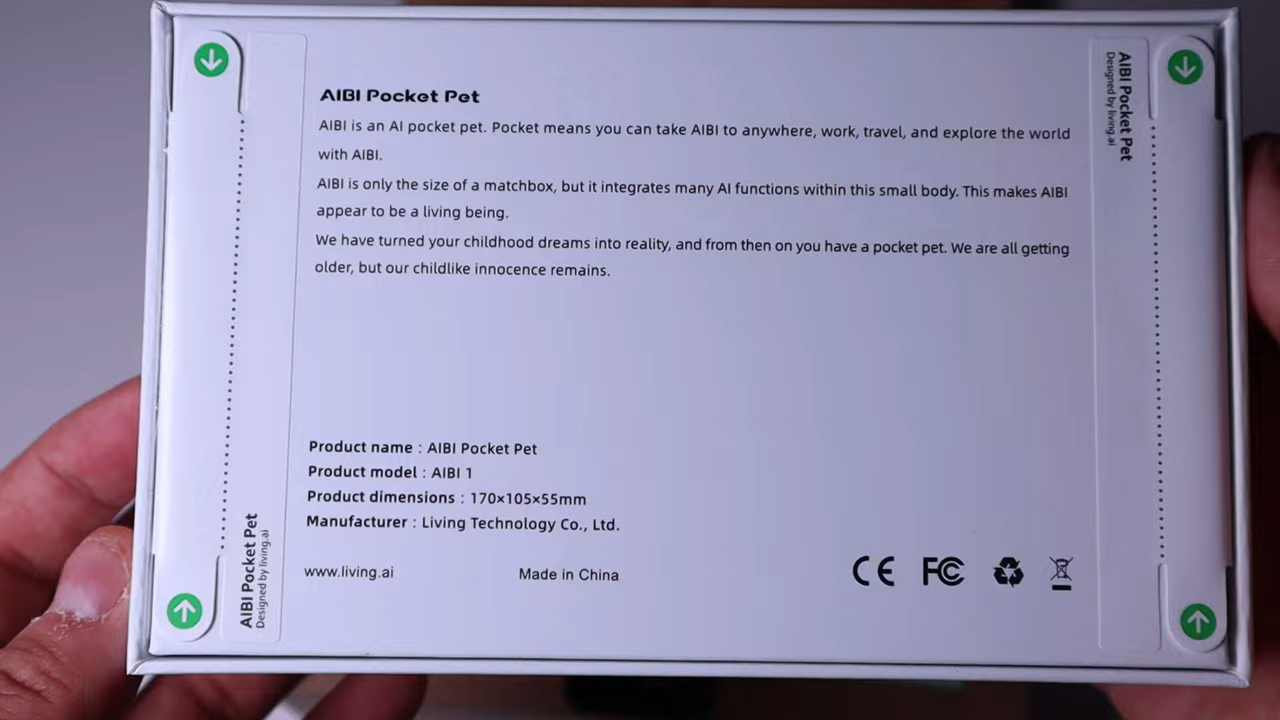 AIBI Pocket Pet
AIBI is an AI pocket pet. Pocket means you can take AIBI to anywhere, work, travel, and explore the world
with AIBI.
AIBI is only the size of a matchbox, but it integrates many AI functions within this small body. This makes AIBI
appear to be a living being.
We have turned your childhood dreams into reality, and from then on you have a pocket pet. We are all getting
older, but our childlike innocence remains.
Product name : AIBI Pocket Pet
Product model : AIBI 1
Product dimensions : 170×105×55mm
Manufacturer : Living Technology Co., Ltd.
www.living.ai
Made in China
CE FC
AIBI Pocket Pet
Designed by living.ai
AIBI Pocket Pet
Designed by living.ai